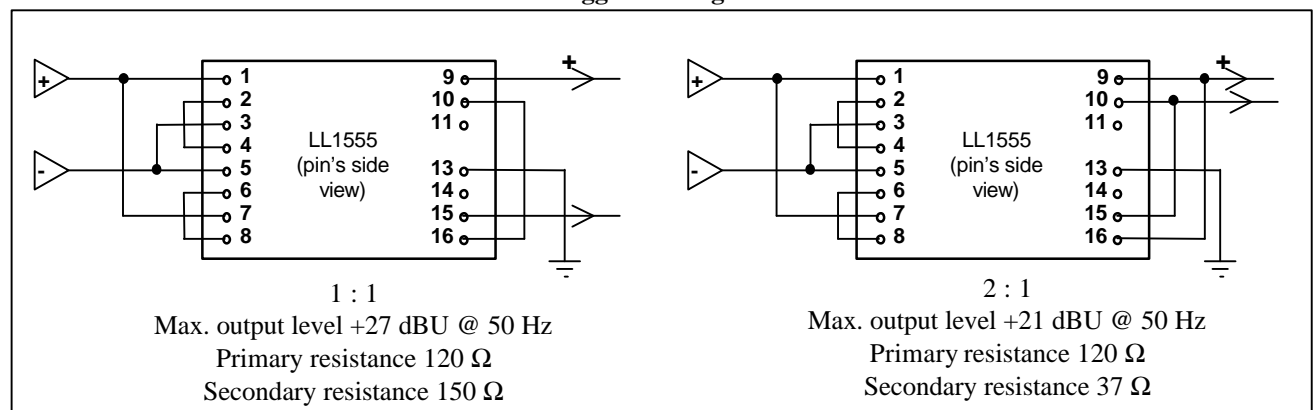 +
-
1
2
3
4
5
6
7
8
LL1555
(pin's side
view)
9
10
11
13
14
15
16
+
1 : 1
Max. output level +27 dBU @ 50 Hz
Primary resistance 120 Ω
Secondary resistance 150 Ω
+
-
1
2
3
4
5
6
7
8
LL1555
(pin's side
view)
9
10
11
13
14
15
16
+
2 : 1
Max. output level +21 dBU @ 50 Hz
Primary resistance 120 Ω
Secondary resistance 37 Ω